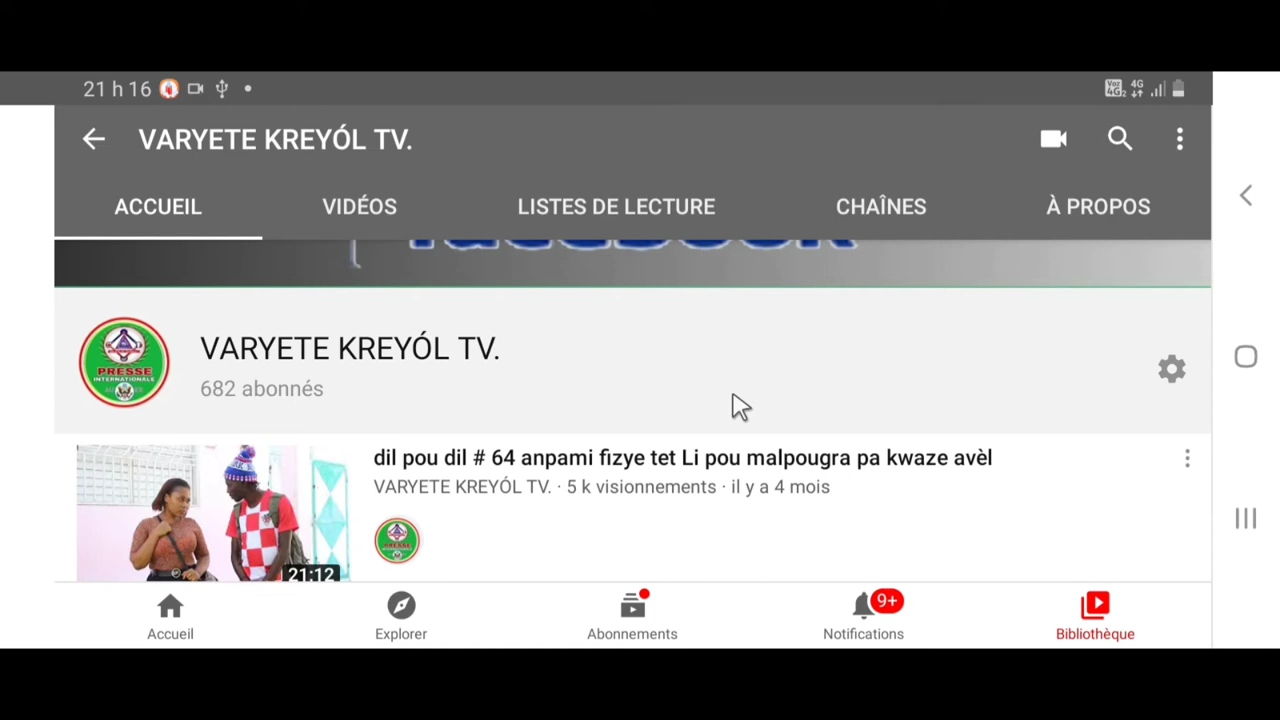 21 h 16
VARYETE KREYÓL TV.
ACCUEIL VIDÉOS LISTES DE LECTURE CHAÎNES À PROPOS
VARYETE KREYÓL TV.
682 abonnés
PRESSE
INTERNATIONALE
dil pou dil # 64 anpami fizye tet Li pou malpougra pa kwaze avèl
VARYETE KREYÓL TV. · 5 k visionnements · il y a 4 mois
21:12
9+
Accueil Explorer Abonnements Notifications Bibliothèque